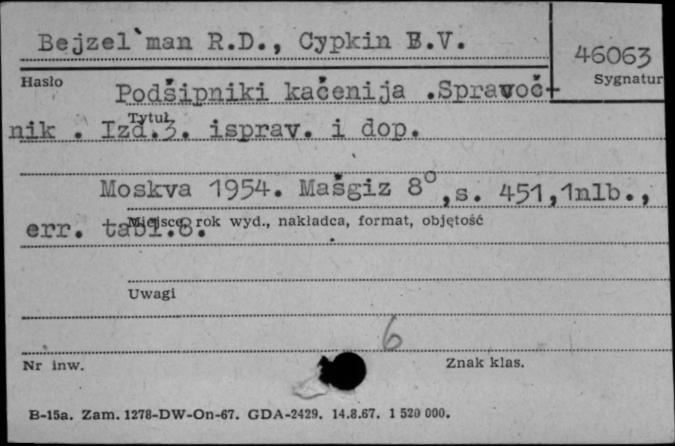 Bejzel'man R.D., Cypkin B.V.
46063
Hasło
Sygnatur
Podšipniki kačenija .Spravoč-
Tytuł
nik . Izd.3. isprav. i dop.
Moskva 1954. Mašgiz 8°,s. 451,1nlb.,
Miejsce, rok wyd., nakładca, format, objętość
err. tabl.8.
Uwagi
6
Nr inw.
Znak klas.
B-15a. Zam. 1278-DW-On-67. GDA-2429. 14.8.67. 1 520 000.